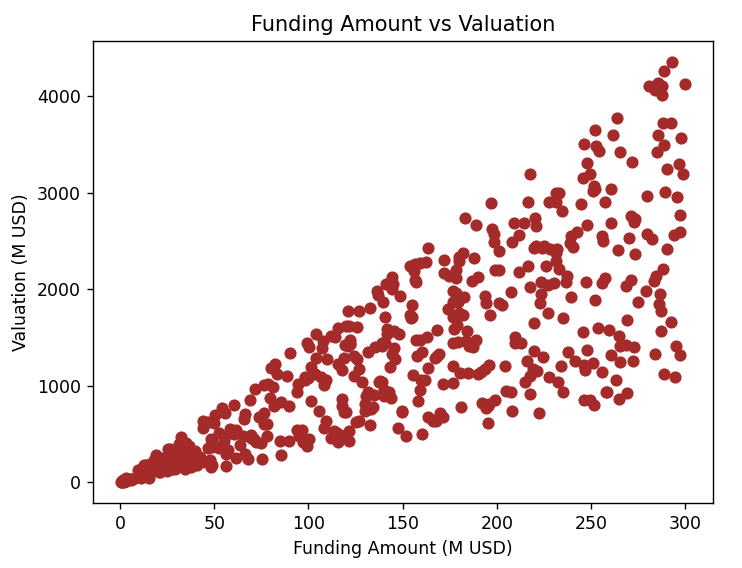 Funding Amount vs Valuation
Valuation (M USD)
4000
3000
2000
1000
0
0 50 100 150 200 250 300
Funding Amount (M USD)